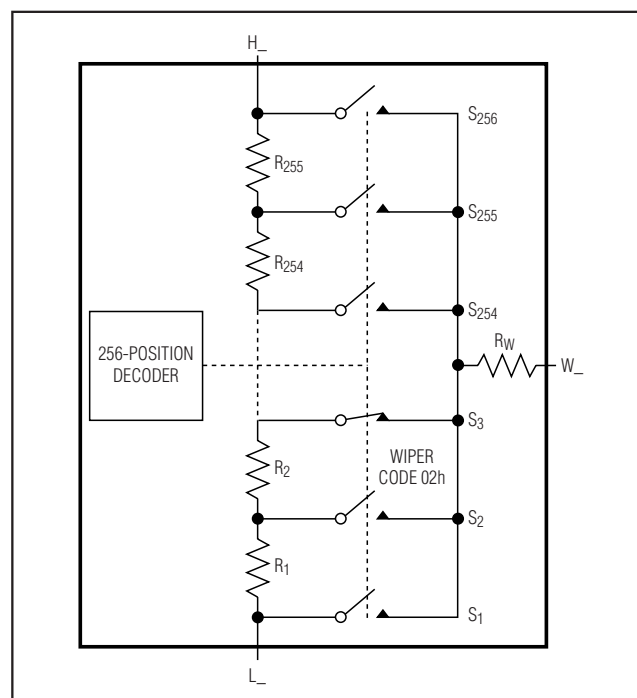 H_
S256
R255
S255
R254
S254
256-POSITION
DECODER
RW
W_
S3
WIPER
CODE 02h
R2
S2
R1
S1
L_